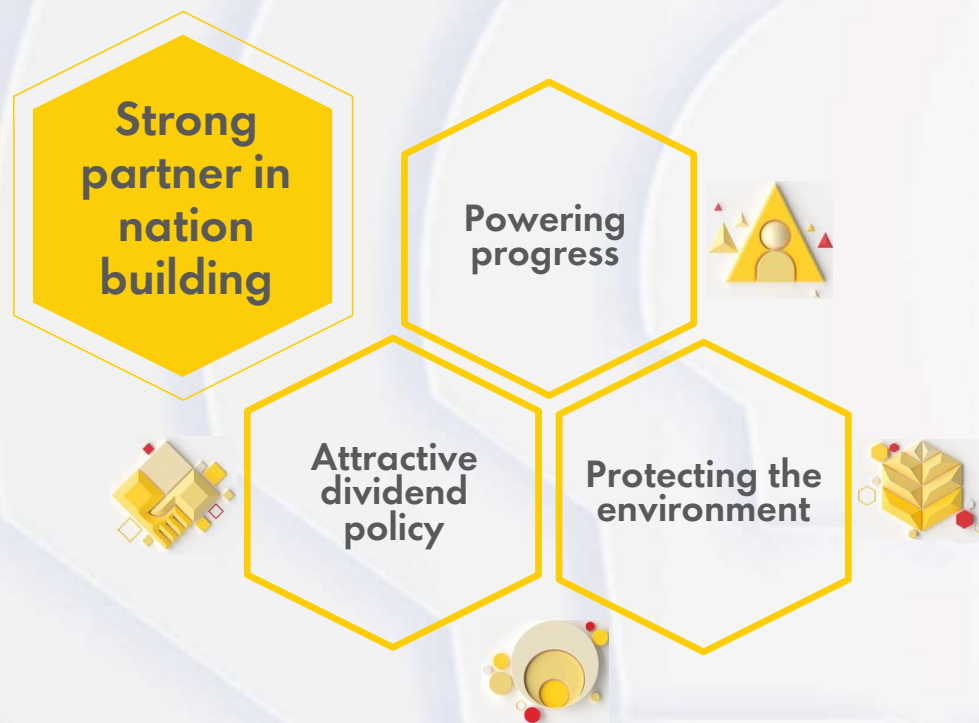 Strong
partner in
nation
building
Powering
progress
Attractive
dividend
policy
Protecting the
environment